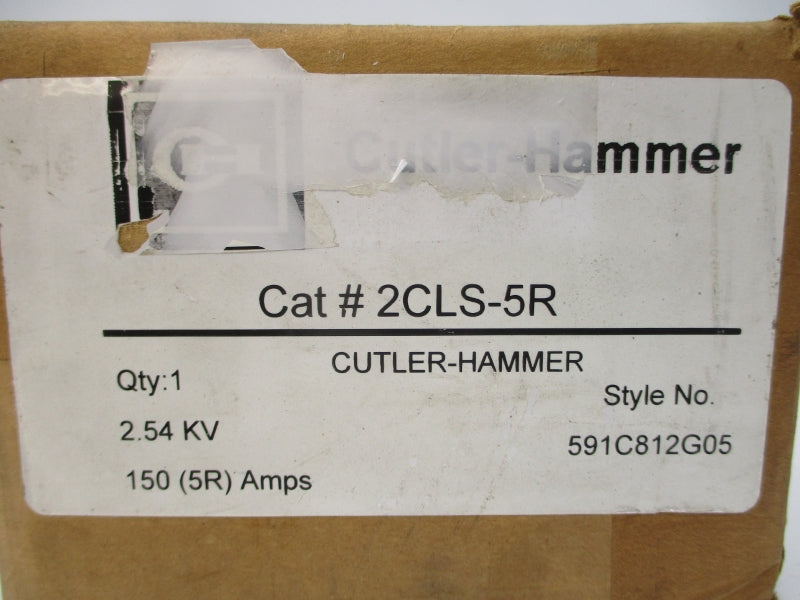 Cutler-Hammer
Cat # 2CLS-5R
CUTLER-HAMMER
Qty:1
Style No.
2.54 KV
591C812G05
150 (5R) Amps